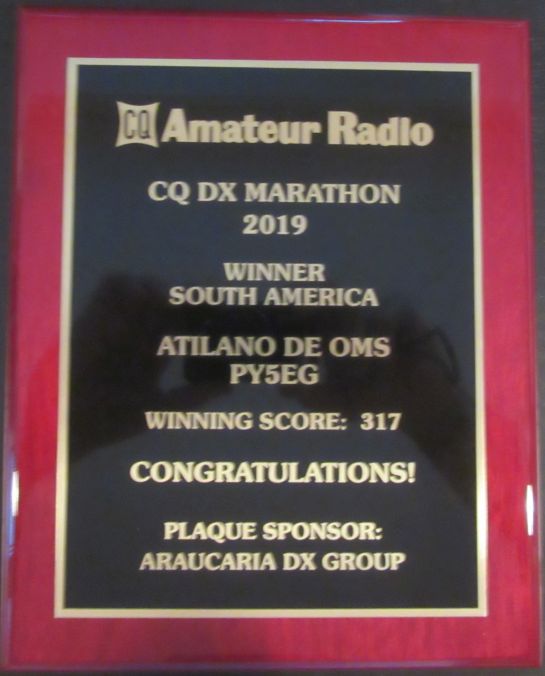 CQ Amateur Radio
CQ DX MARATHON
2019
WINNER
SOUTH AMERICA
ATILANO DE OMS
PY5EG
WINNING SCORE: 317
CONGRATULATIONS!
PLAQUE SPONSOR:
ARAUCARIA DX GROUP